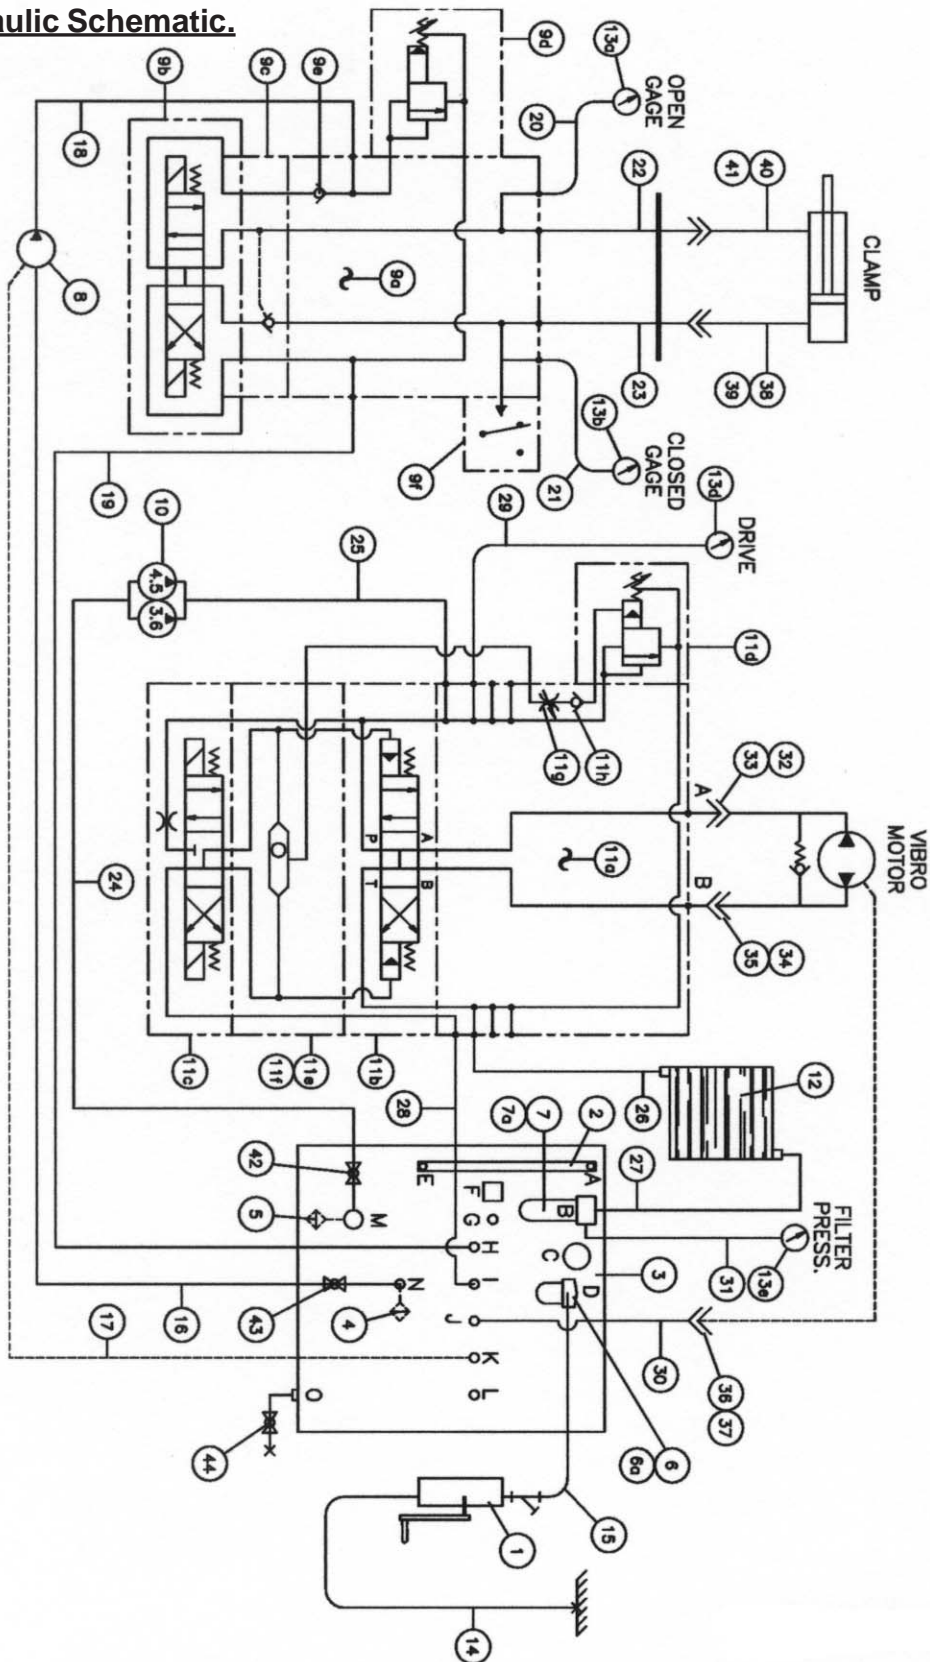 aulic Schematic.
CLAMP
40
41
38
39
22
23
OPEN
GAGE
13a
20
9d
9e
9c
9b
18
8
9a
CLOSED
GAGE
13b
21
9f
19
VIBRO
MOTOR
32
33
34
35
A
B
DRIVE
13d
29
11d
11h
11g
11a
25
10
4.5
3.6
24
A
B
P
T
11b
11e
11f
11c
12
26
27
28
FILTER
PRESS.
13e
31
2
7
7a
3
A
B
C
D
E
F
G
H
I
J
K
L
M
N
O
42
5
43
4
16
17
44
30
36
37
6
6a
15
1
14